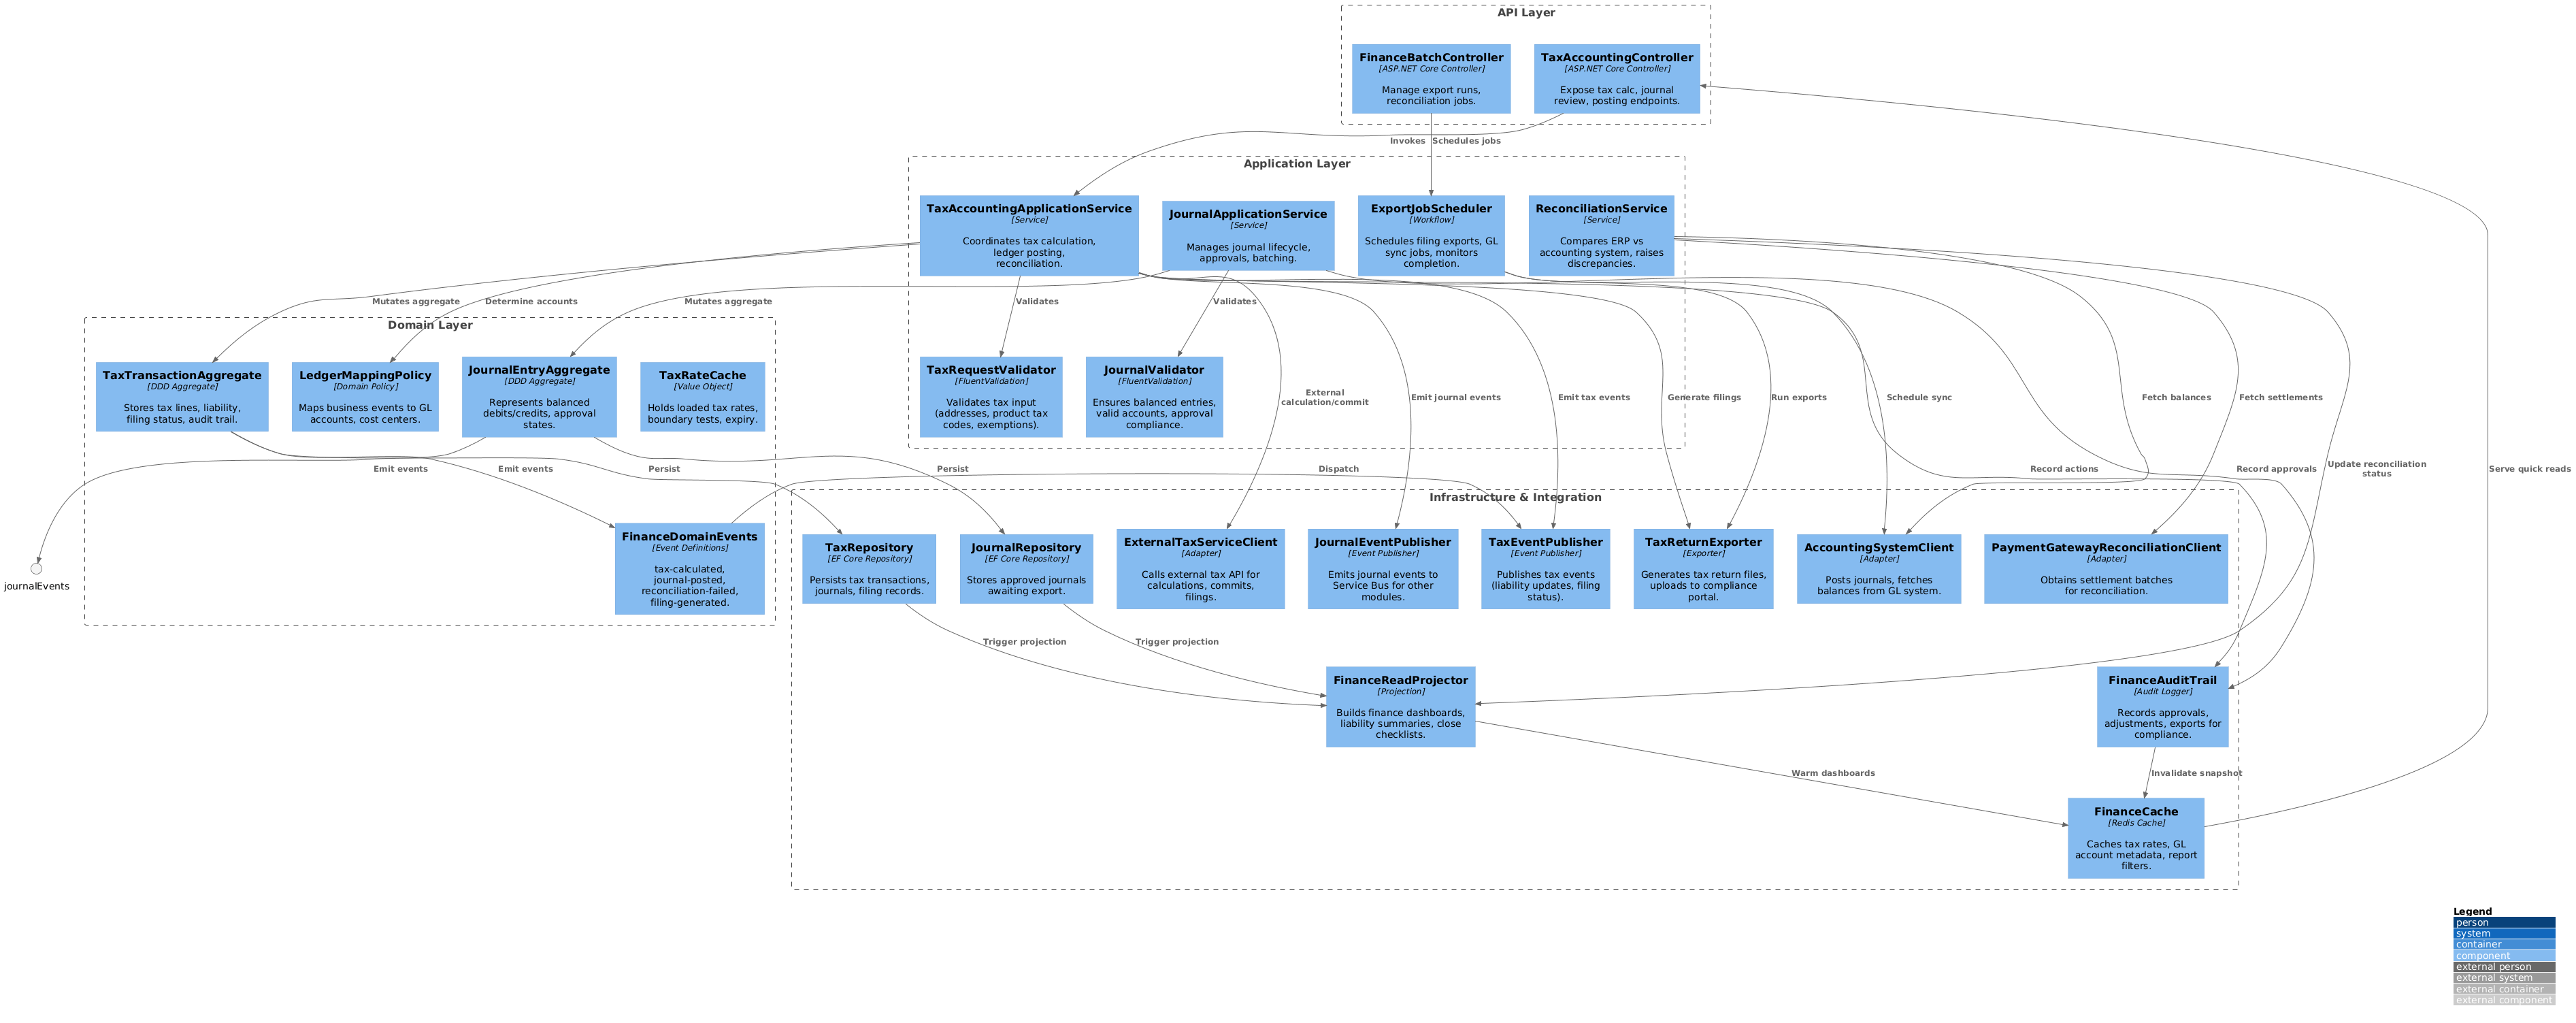 API Layer
FinanceBatchController
[ASP.NET Core Controller]
Manage export runs,
reconciliation jobs.
TaxAccountingController
[ASP.NET Core Controller]
Expose tax calc, journal
review, posting endpoints.
Invokes
Schedules jobs
Application Layer
TaxAccountingApplicationService
[Service]
Coordinates tax calculation,
ledger posting,
reconciliation.
JournalApplicationService
[Service]
Manages journal lifecycle,
approvals, batching.
ExportJobScheduler
[Workflow]
Schedules filing exports, GL
sync jobs, monitors
completion.
ReconciliationService
[Service]
Compares ERP vs
accounting system, raises
discrepancies.
Mutates aggregate
Determine accounts
Mutates aggregate
Validates
Validates
Domain Layer
TaxTransactionAggregate
[DDD Aggregate]
Stores tax lines, liability,
filing status, audit trail.
LedgerMappingPolicy
[Domain Policy]
Maps business events to GL
accounts, cost centers.
JournalEntryAggregate
[DDD Aggregate]
Represents balanced
debits/credits, approval
states.
TaxRateCache
[Value Object]
Holds loaded tax rates,
boundary tests, expiry.
TaxRequestValidator
[FluentValidation]
Validates tax input
(addresses, product tax
codes, exemptions).
JournalValidator
[FluentValidation]
Ensures balanced entries,
valid accounts, approval
compliance.
External
calculation/commit
Emit journal events
Emit tax events
Generate filings
Run exports
Schedule sync
Fetch balances
Fetch settlements
Emit events
Emit events
Persist
Persist
Dispatch
Record actions
Record approvals
Update reconciliation
status
Serve quick reads
journalEvents
FinanceDomainEvents
[Event Definitions]
tax-calculated,
journal-posted,
reconciliation-failed,
filing-generated.
Infrastructure & Integration
TaxRepository
[EF Core Repository]
Persists tax transactions,
journals, filing records.
JournalRepository
[EF Core Repository]
Stores approved journals
awaiting export.
ExternalTaxServiceClient
[Adapter]
Calls external tax API for
calculations, commits,
filings.
JournalEventPublisher
[Event Publisher]
Emits journal events to
Service Bus for other
modules.
TaxEventPublisher
[Event Publisher]
Publishes tax events
(liability updates, filing
status).
TaxReturnExporter
[Exporter]
Generates tax return files,
uploads to compliance
portal.
AccountingSystemClient
[Adapter]
Posts journals, fetches
balances from GL system.
PaymentGatewayReconciliationClient
[Adapter]
Obtains settlement batches
for reconciliation.
Trigger projection
Trigger projection
FinanceReadProjector
[Projection]
Builds finance dashboards,
liability summaries, close
checklists.
FinanceAuditTrail
[Audit Logger]
Records approvals,
adjustments, exports for
compliance.
Warm dashboards
Invalidate snapshot
FinanceCache
[Redis Cache]
Caches tax rates, GL
account metadata, report
filters.
Legend
person
system
container
component
external person
external system
external container
external component